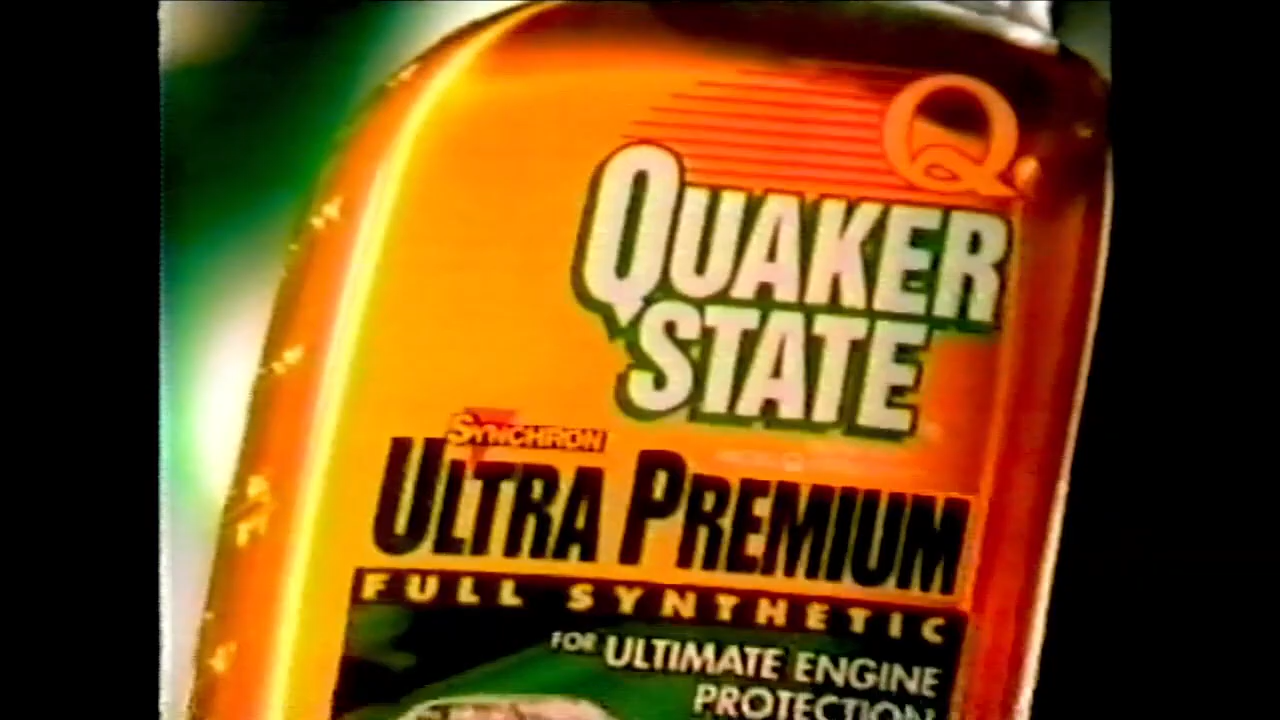 Q
QUAKER
STATE
SYNCHRON
ULTRA PREMIUM
FULL SYNTHETIC
FOR ULTIMATE ENGINE
PROTECTION